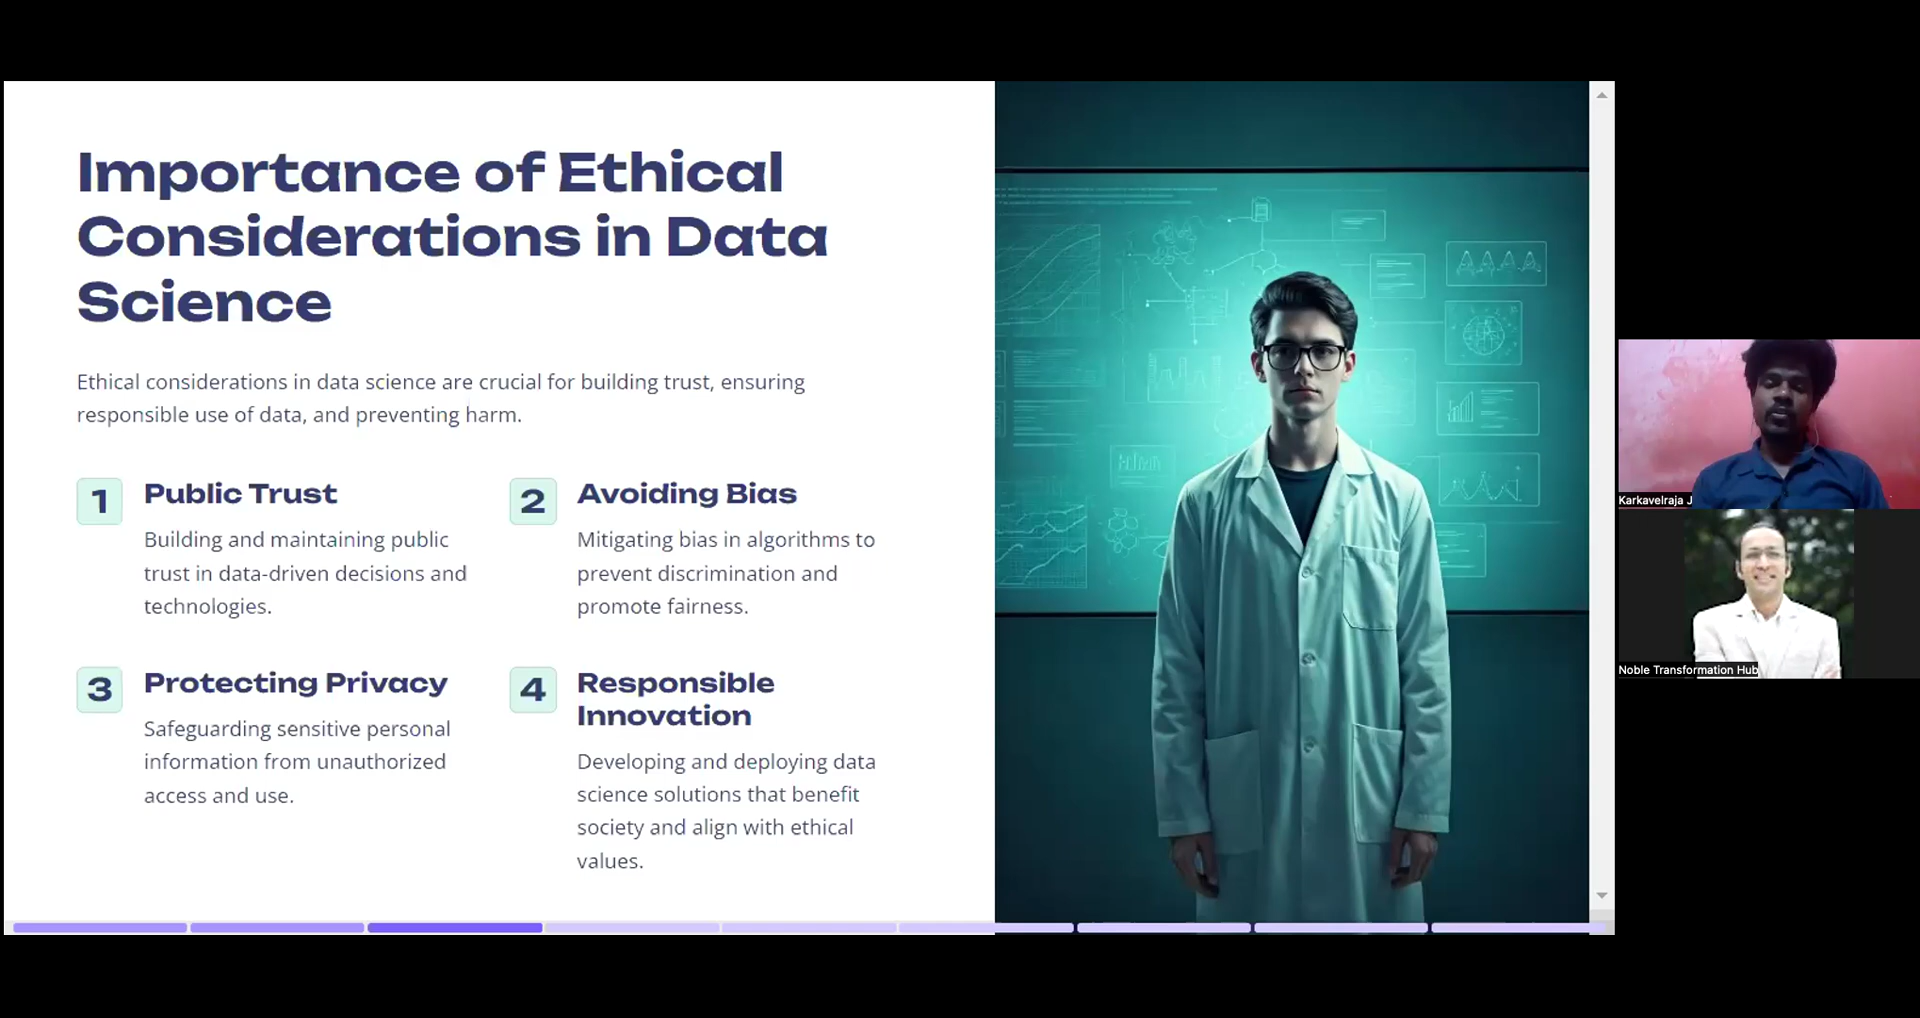 Importance of Ethical
Considerations in Data
Science
Ethical considerations in data science are crucial for building trust, ensuring
responsible use of data, and preventing harm.
1
Public Trust
Building and maintaining public
trust in data-driven decisions and
technologies.
2
Avoiding Bias
Mitigating bias in algorithms to
prevent discrimination and
promote fairness.
3
Protecting Privacy
Safeguarding sensitive personal
information from unauthorized
access and use.
4
Responsible
Innovation
Developing and deploying data
science solutions that benefit
society and align with ethical
values.
Karkavelraja J
Noble Transformation Hub